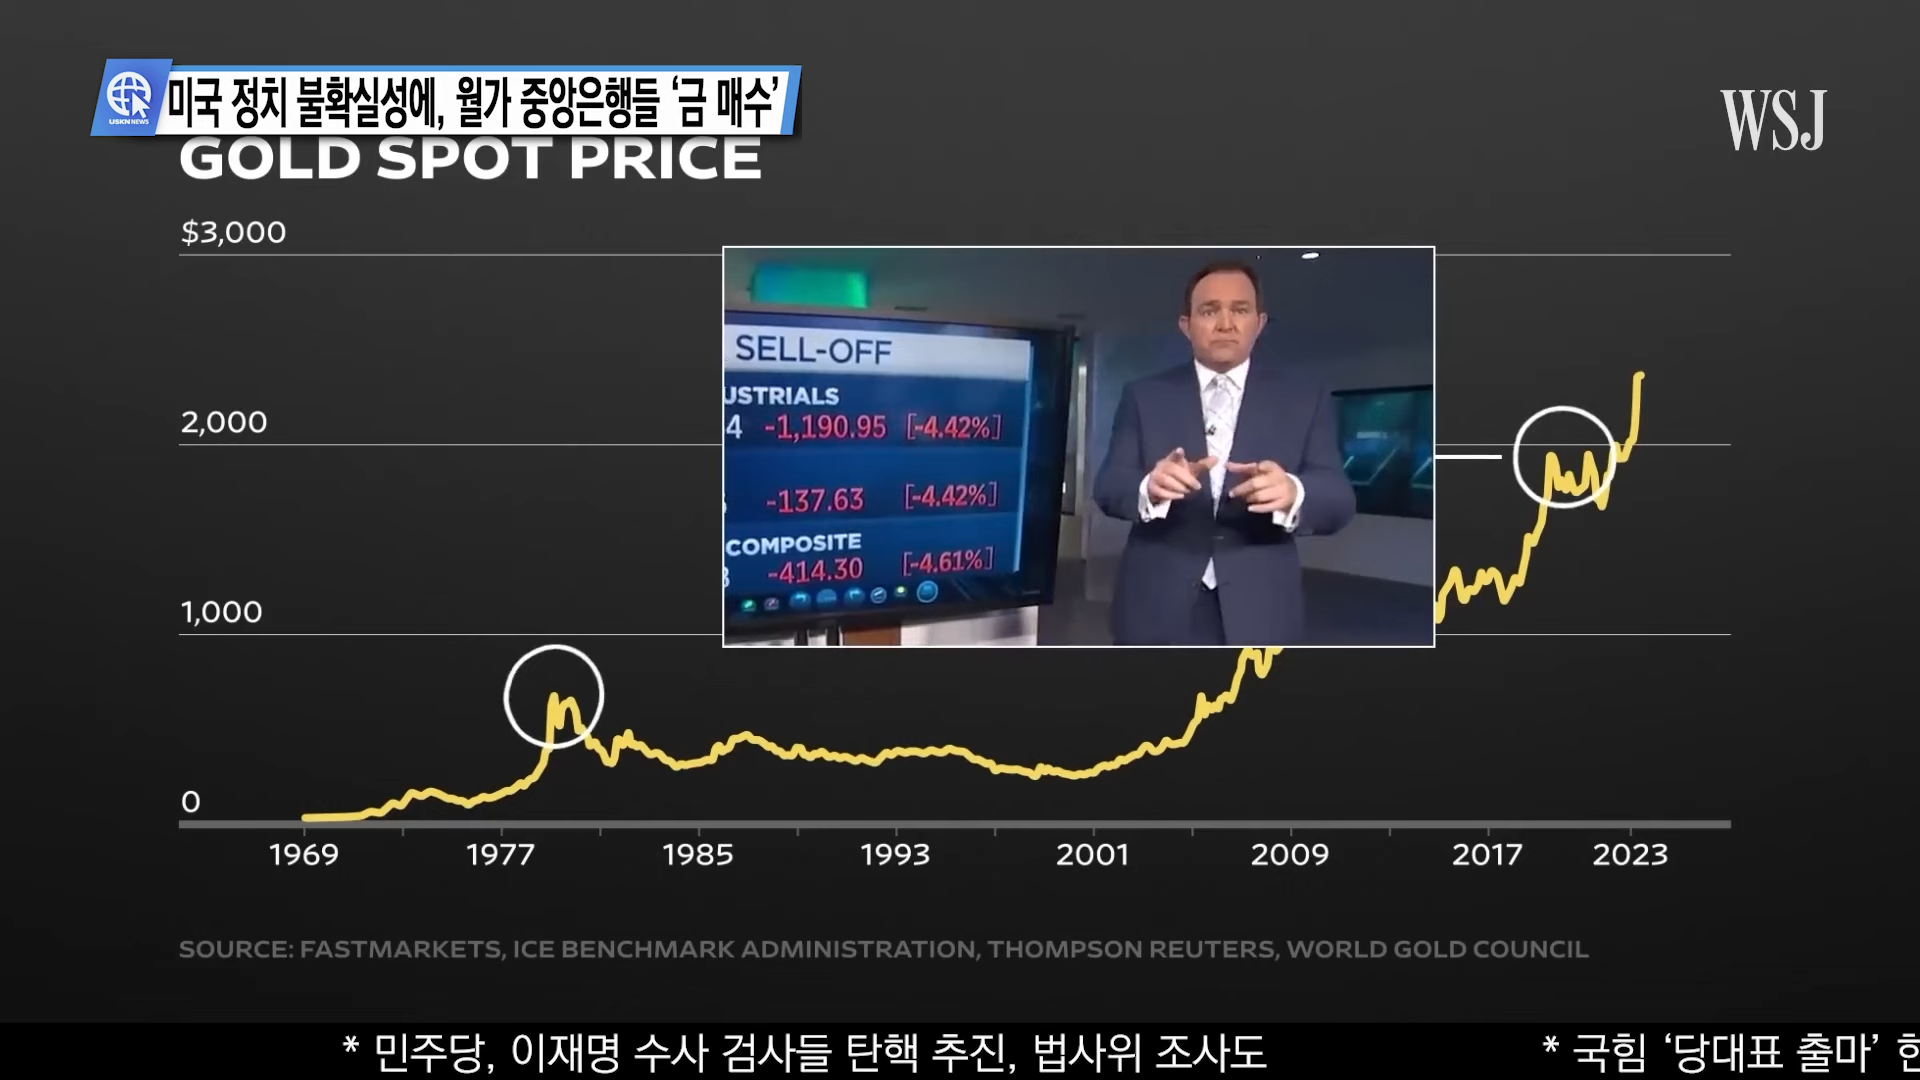 미국 정치 불확실성에, 월가 중앙은행들 ‘금 매수’
USKN NEWS
WSJ
GOLD SPOT PRICE
$3,000
2,000
1,000
0
SELL-OFF
USTRIALS
4 -1,190.95 [-4.42%]
-137.63 [-4.42%]
COMPOSITE
-414.30 [-4.61%]
1969 1977 1985 1993 2001 2009 2017 2023
SOURCE: FASTMARKETS, ICE BENCHMARK ADMINISTRATION, THOMPSON REUTERS, WORLD GOLD COUNCIL
* 민주당, 이재명 수사 검사들 탄핵 추진, 법사위 조사도 * 국힘 ‘당대표 출마’